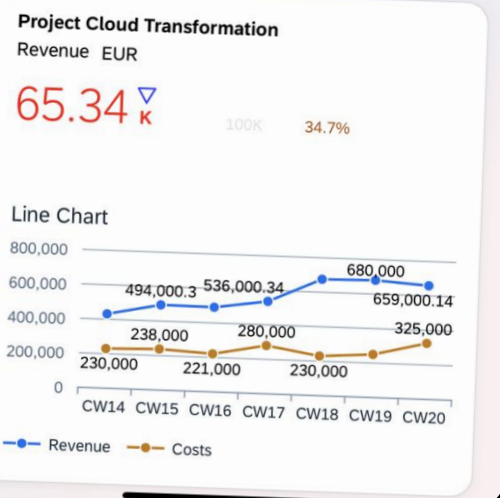 Project Cloud Transformation
Revenue EUR
65.34 K
100K 34.7%
Line Chart
800,000
680,000
600,000
494,000.3 536,000.34
659,000.14
400,000
238,000 280,000 325,000
200,000
230,000 221,000 230,000
0
CW14 CW15 CW16 CW17 CW18 CW19 CW20
Revenue Costs